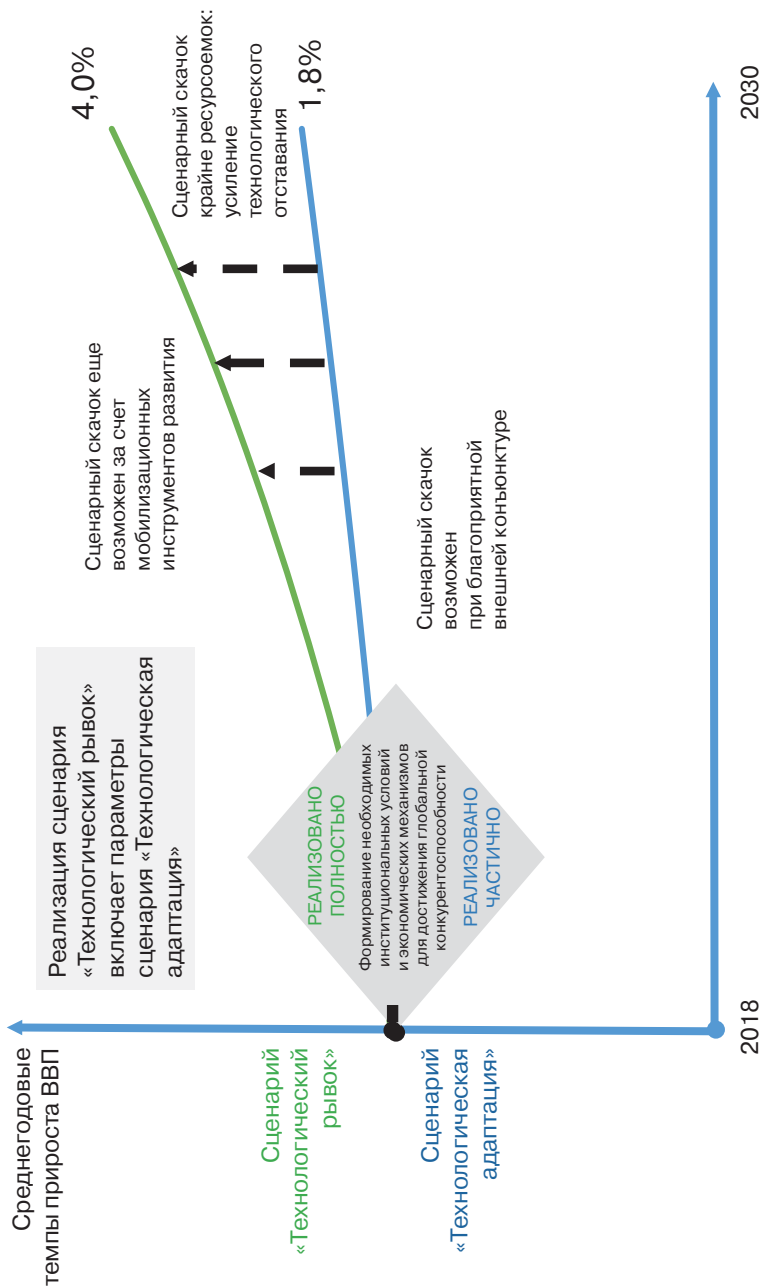 Среднегодовые
темпы прироста ВВП
Реализация сценария
«Технологический рывок»
включает параметры
сценария «Технологическая
адаптация»
Сценарный скачок еще
возможен за счет
мобилизационных
инструментов развития
4,0%
Сценарный скачок
крайне ресурсоемок:
усиление
технологического
отставания
1,8%
Сценарий
«Технологический
рывок»
РЕАЛИЗОВАНО
ПОЛНОСТЬЮ
Формирование необходимых
институциональных условий
и экономических механизмов
для достижения глобальной
конкурентоспособности
РЕАЛИЗОВАНО
ЧАСТИЧНО
Сценарий
«Технологическая
адаптация»
Сценарный скачок
возможен
при благоприятной
внешней конъюнктуре
2018
2030